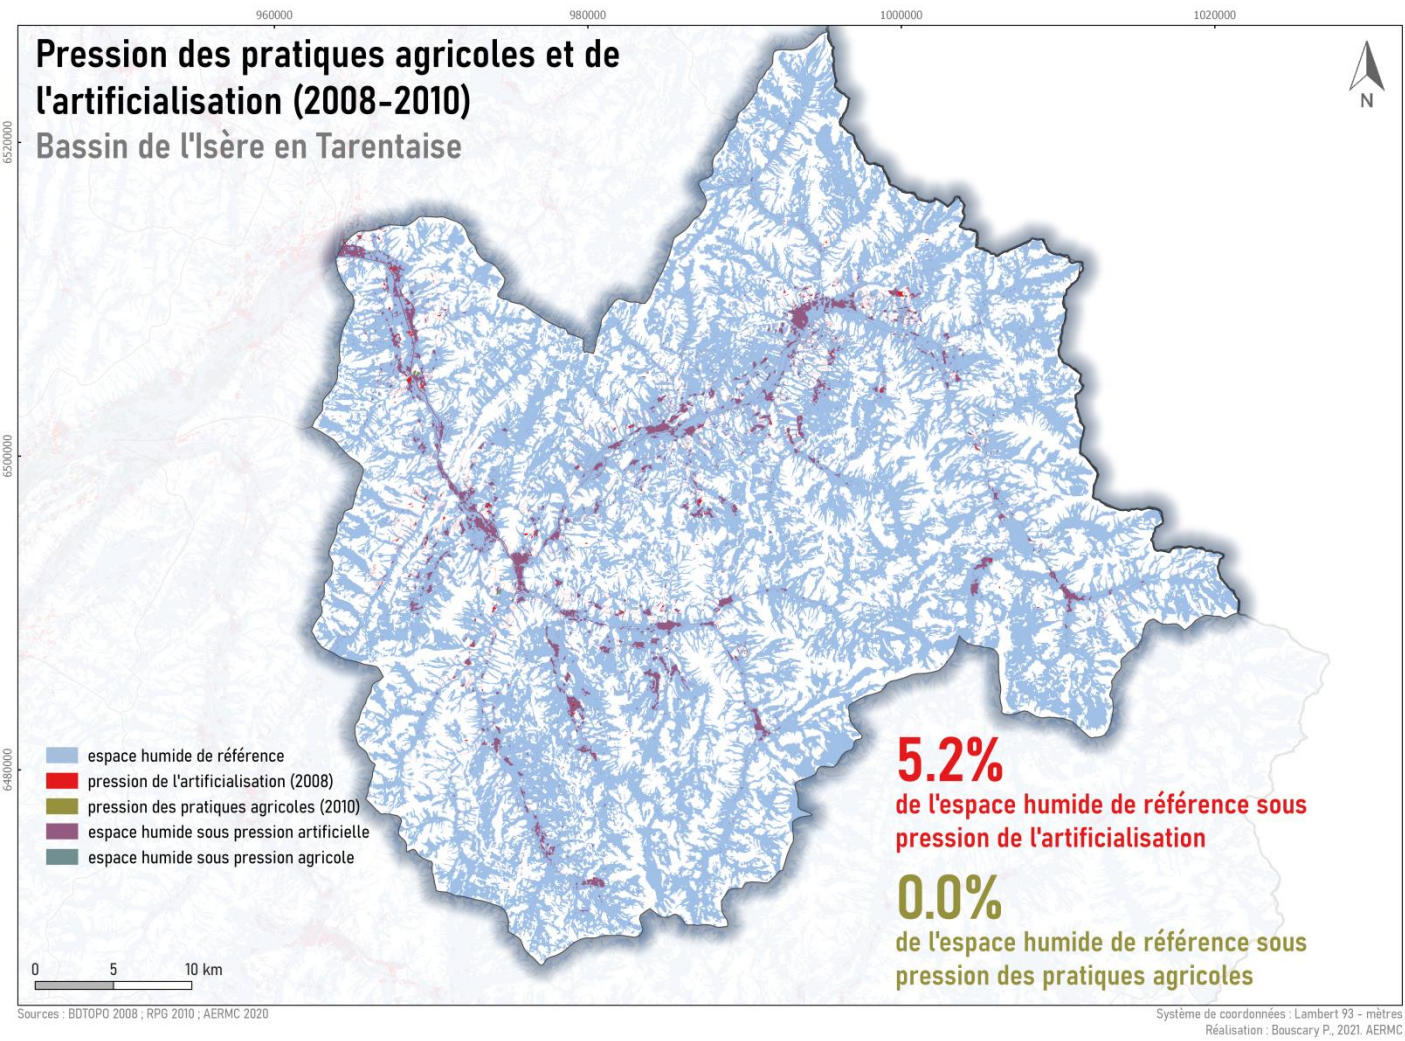 960000
980000
1000000
1020000
Pression des pratiques agricoles et de
l'artificialisation (2008-2010)
Bassin de l'Isère en Tarentaise
N
6520000
6500000
6480000
espace humide de référence
pression de l'artificialisation (2008)
pression des pratiques agricoles (2010)
espace humide sous pression artificielle
espace humide sous pression agricole
5.2%
de l'espace humide de référence sous
pression de l'artificialisation
0.0%
de l'espace humide de référence sous
pression des pratiques agricoles
0 5 10 km
Sources : BDTOPO 2008 ; RPG 2010 ; AERMC 2020
Système de coordonnées : Lambert 93 - mètres
Réalisation : Bouscary P., 2021. AERMC